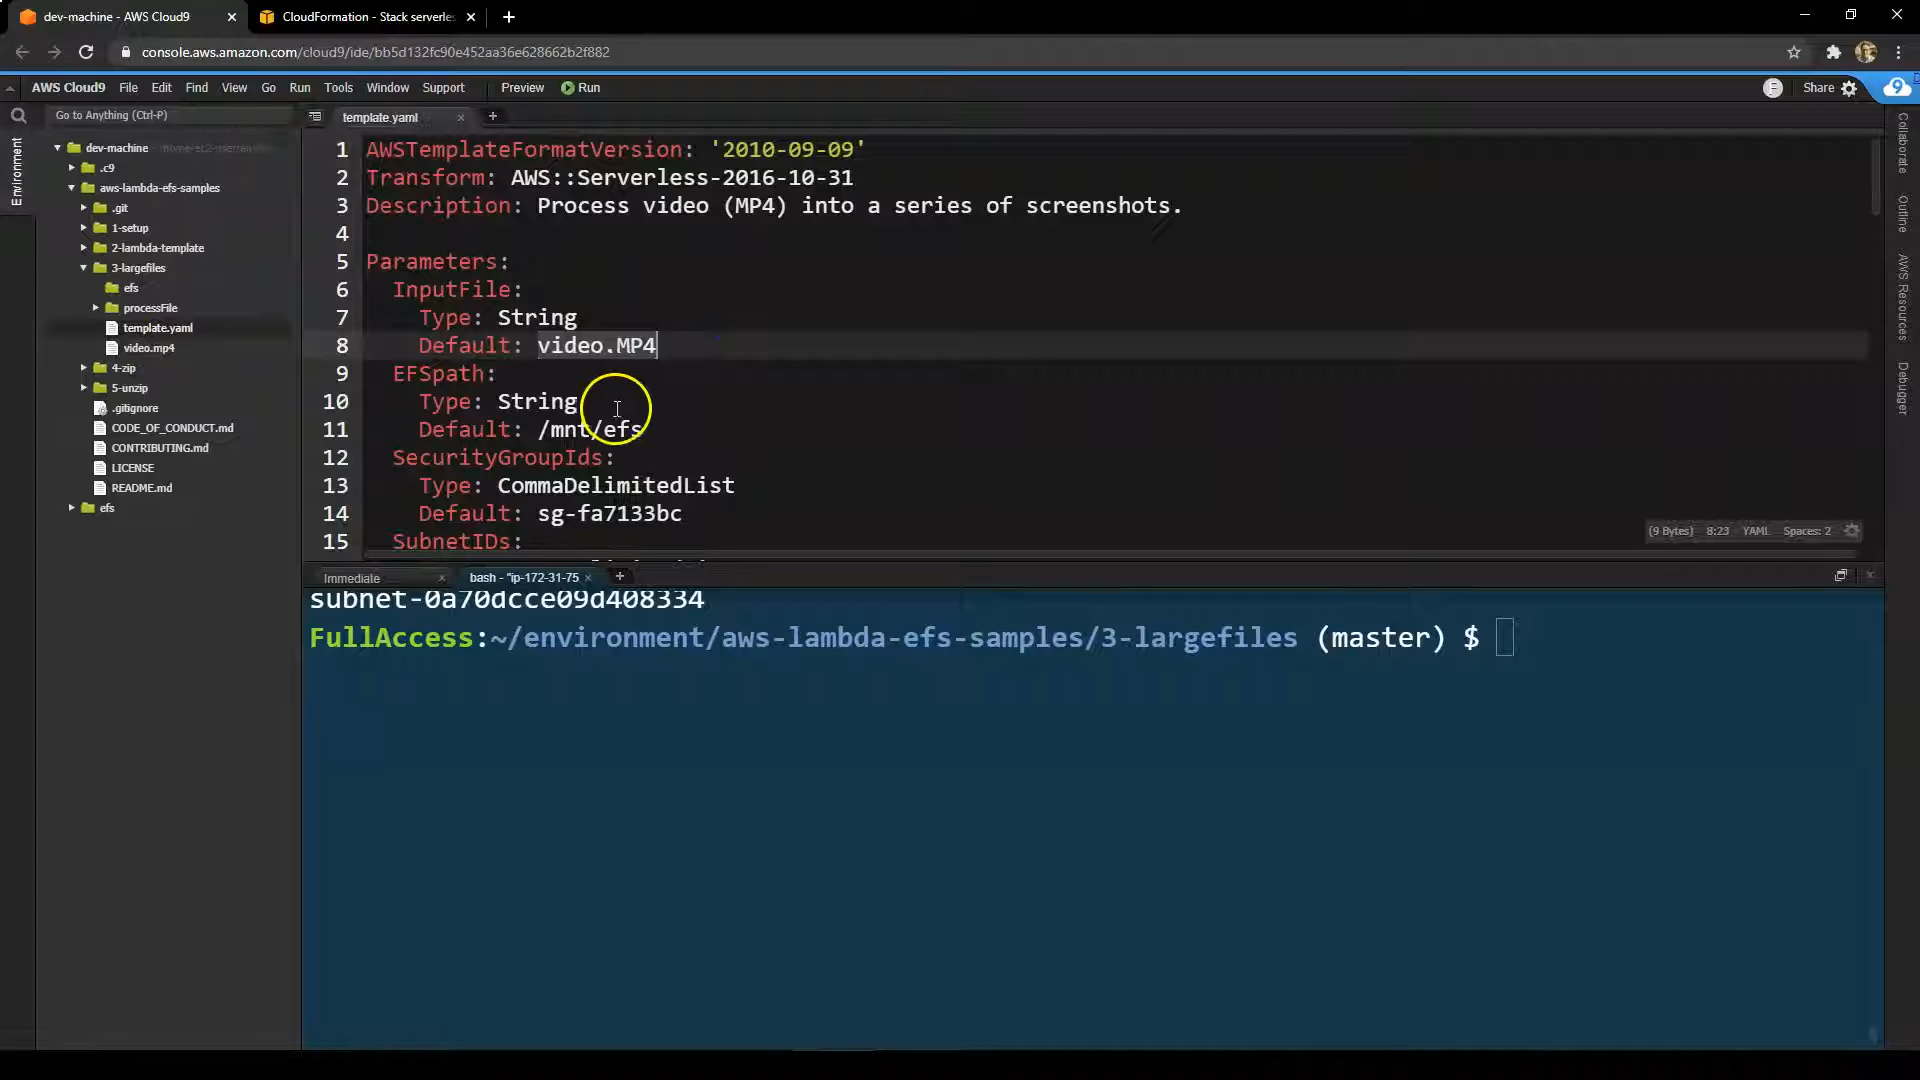 dev-machine - AWS Cloud9
CloudFormation - Stack serverles
console.aws.amazon.com/cloud9/ide/bb5d132fc90e452aa36e628662b2f882
AWS Cloud9 File Edit Find View Go Run Tools Window Support Preview Run F Share
Go to Anything (Ctrl-P)
template.yaml
Environment
dev-machine
.c9
aws-lambda-efs-samples
.git
1-setup
2-lambda-template
3-largefiles
efs
processFile
template.yaml
video.mp4
4-zip
5-unzip
.gitignore
CODE_OF_CONDUCT.md
CONTRIBUTING.md
LICENSE
README.md
efs
1 AWSTemplateFormatVersion: '2010-09-09'
2 Transform: AWS::Serverless-2016-10-31
3 Description: Process video (MP4) into a series of screenshots.
4
5 Parameters:
6 InputFile:
7 Type: String
8 Default: video.MP4
9 EFSpath:
10 Type: String
11 Default: /mnt/efs
12 SecurityGroupIds:
13 Type: CommaDelimitedList
14 Default: sg-fa7133bc
15 SubnetIDs:
(9 Bytes) 8:23 YAML Spaces: 2
Collaborate
Outline
AWS Resources
Debugger
Immediate
bash - "ip-172-31-75
subnet-0a70dcce09d408334
FullAccess:~/environment/aws-lambda-efs-samples/3-largefiles (master) $